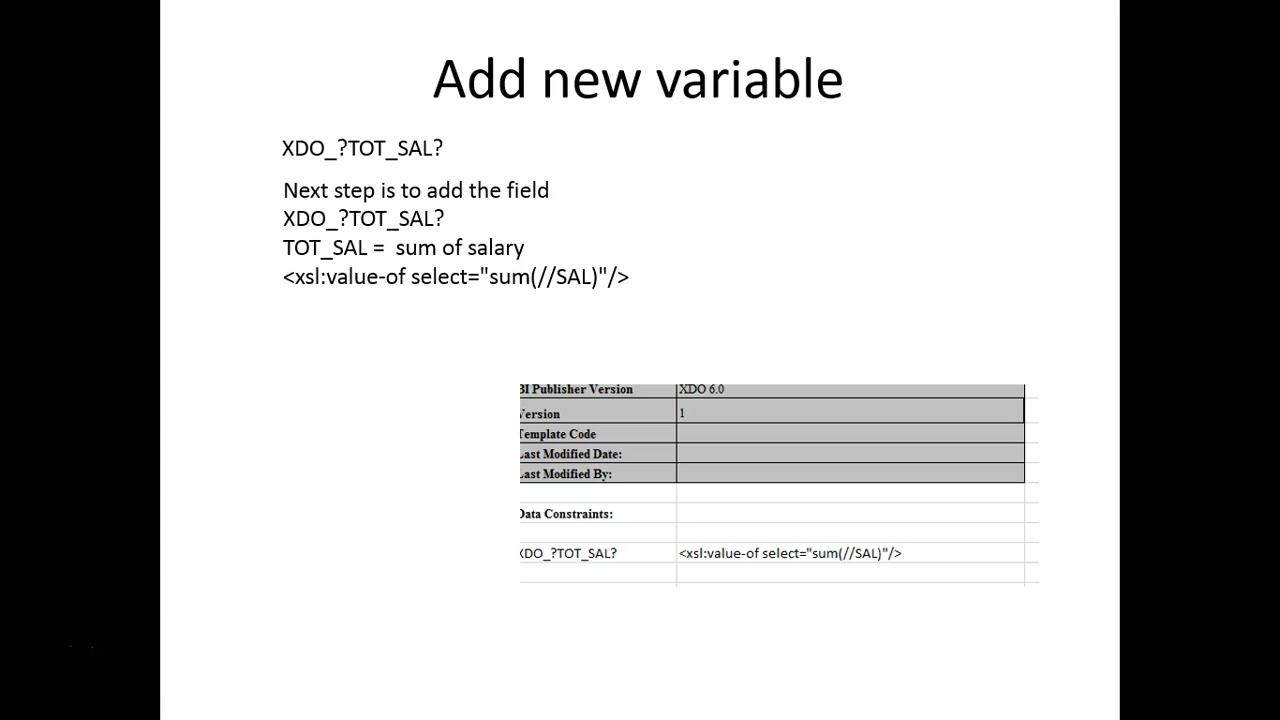 Add new variable
XDO_?TOT_SAL?
Next step is to add the field
XDO_?TOT_SAL?
TOT_SAL =  sum of salary
<xsl:value-of select="sum(//SAL)"/>
BI Publisher Version XDO 6.0
Version 1
Template Code
Last Modified Date:
Last Modified By:
Data Constraints:
XDO_?TOT_SAL? <xsl:value-of select="sum(//SAL)"/>